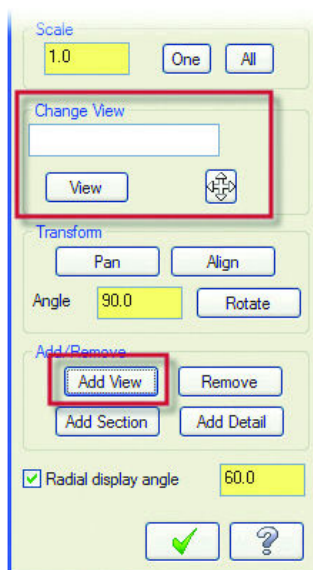 Scale
1.0 One All
Change View
View
Transform
Pan Align
Angle 90.0 Rotate
Add/Remove
Add View Remove
Add Section Add Detail
Radial display angle 60.0
?